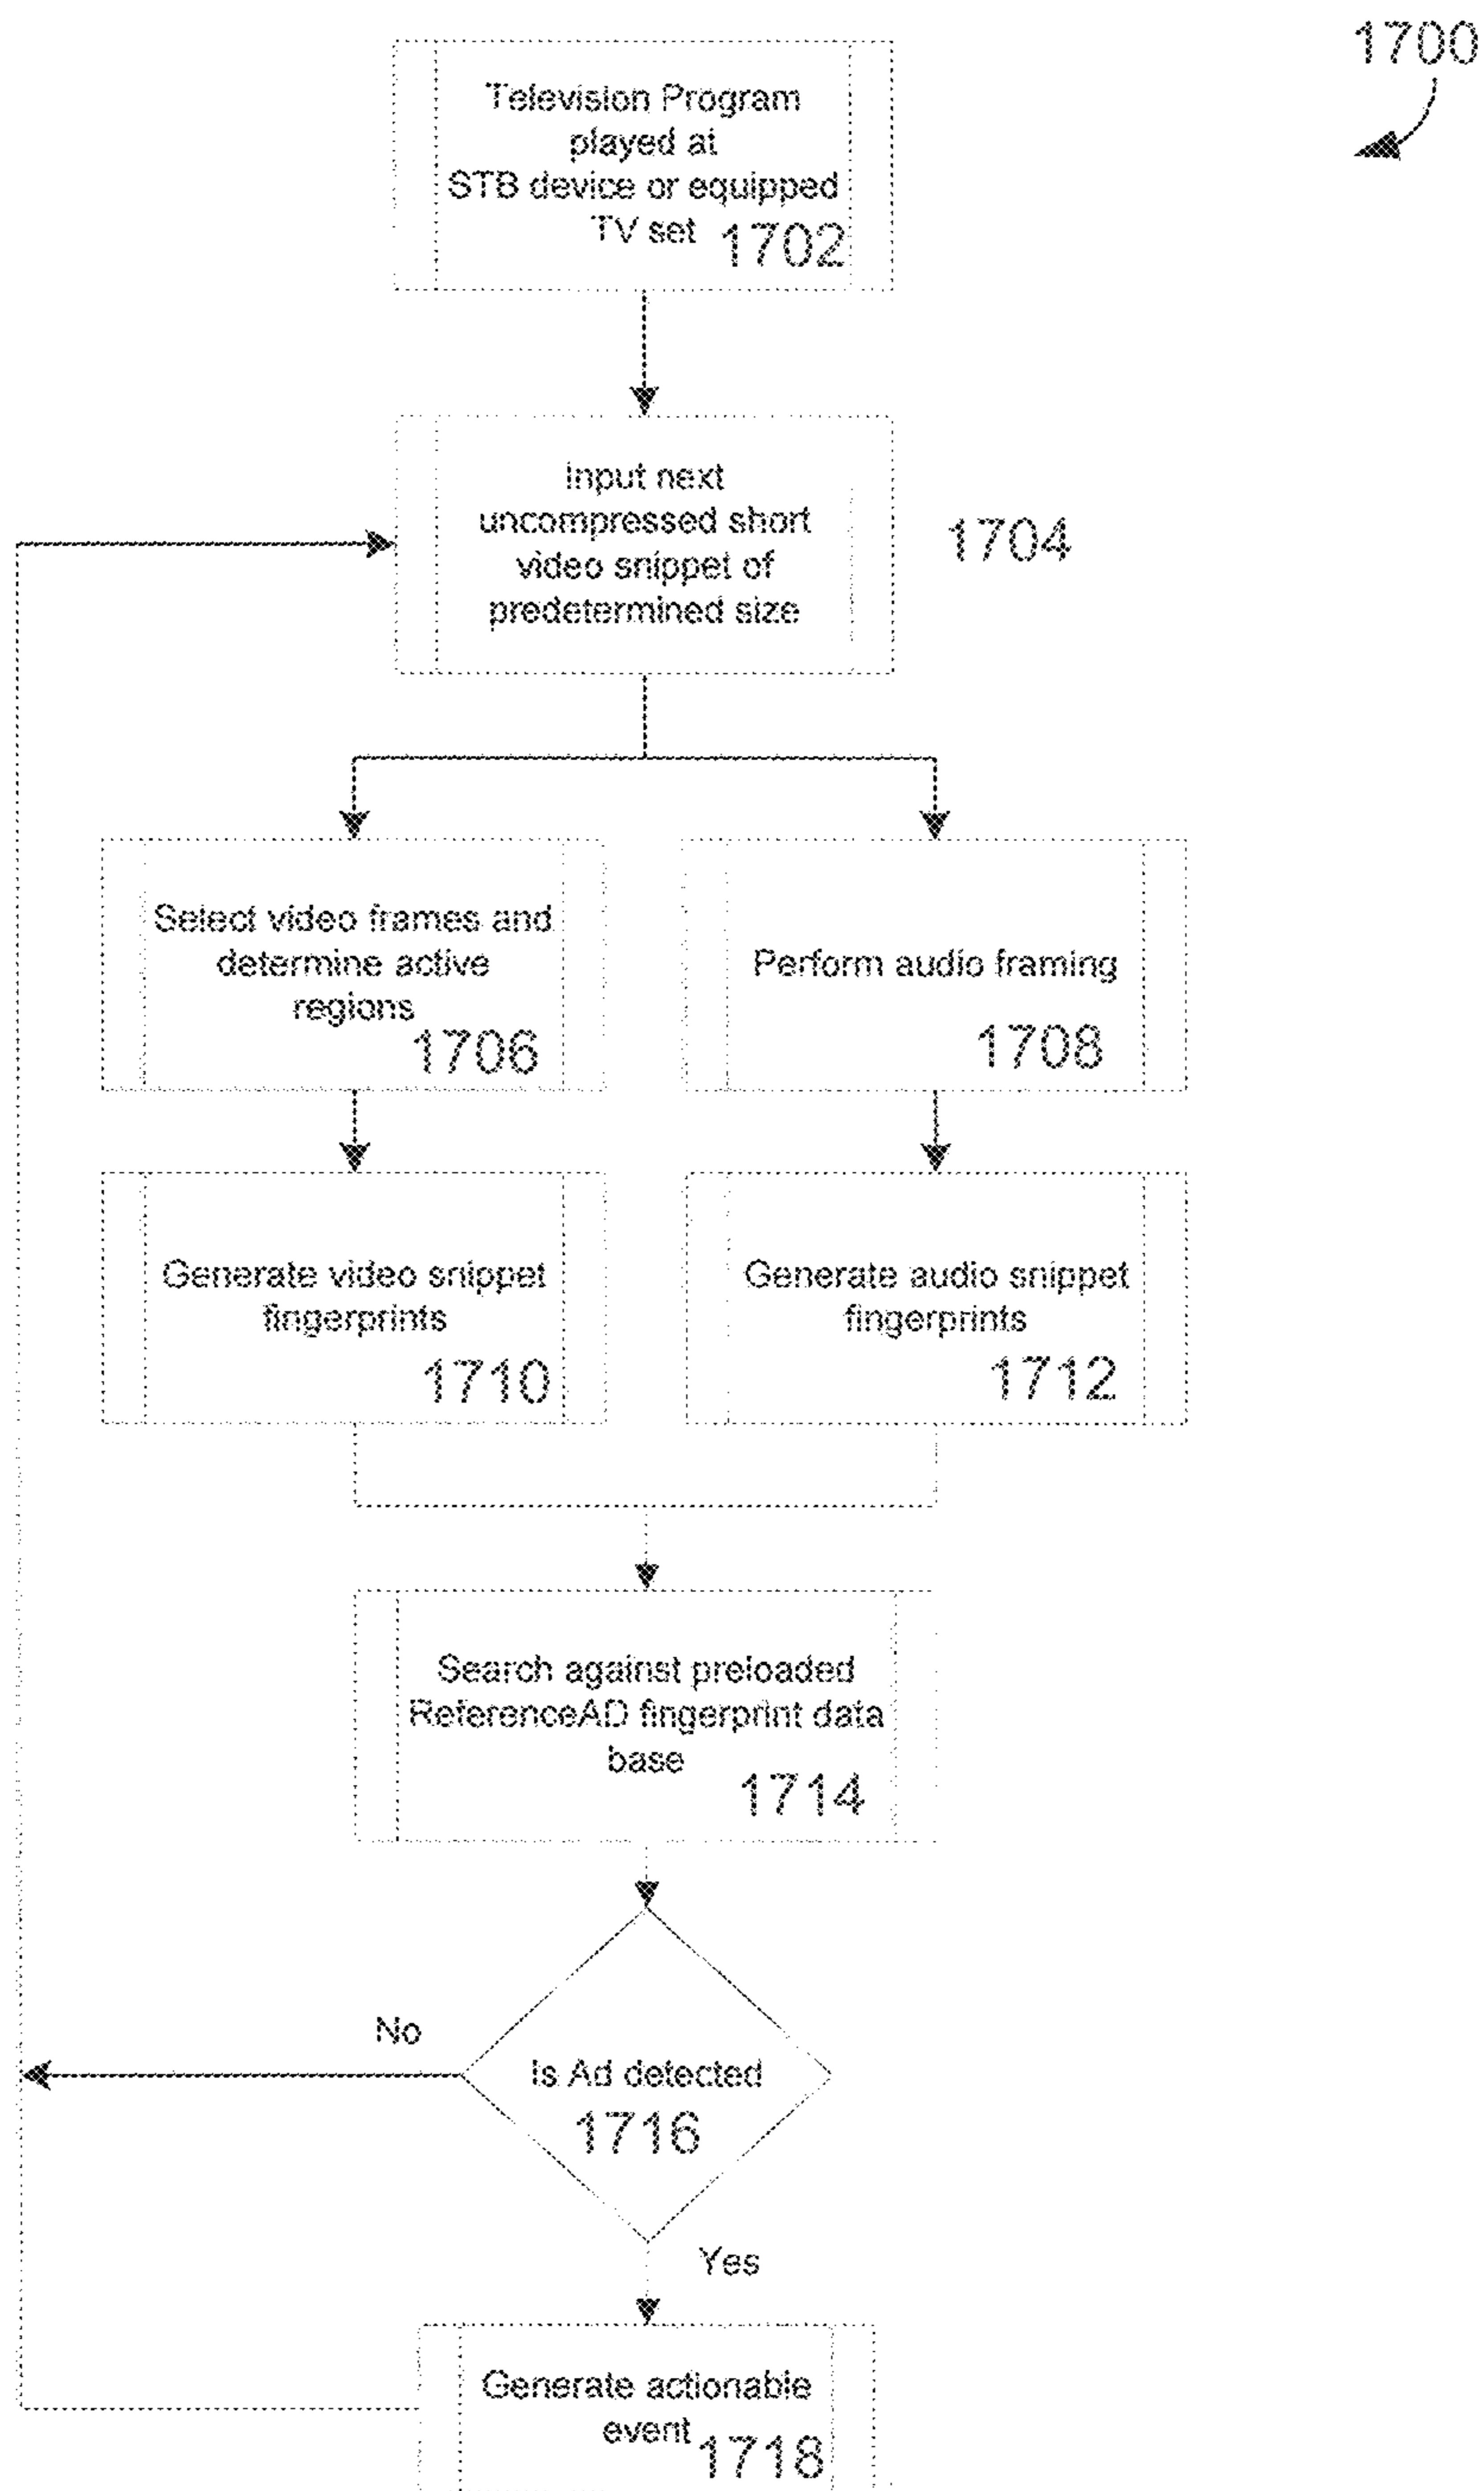 1700
Television Program
played at
STB device or equipped
TV set 1702
Input next
uncompressed short
video snippet of
predetermined size
1704
Select video frames and
determine active
regions
1706
Perform audio framing
1708
Generate video snippet
fingerprints
1710
Generate audio snippet
fingerprints
1712
Search against preloaded
ReferenceAD fingerprint data
base
1714
No
Is Ad detected
1716
Yes
Generate actionable
event 1718